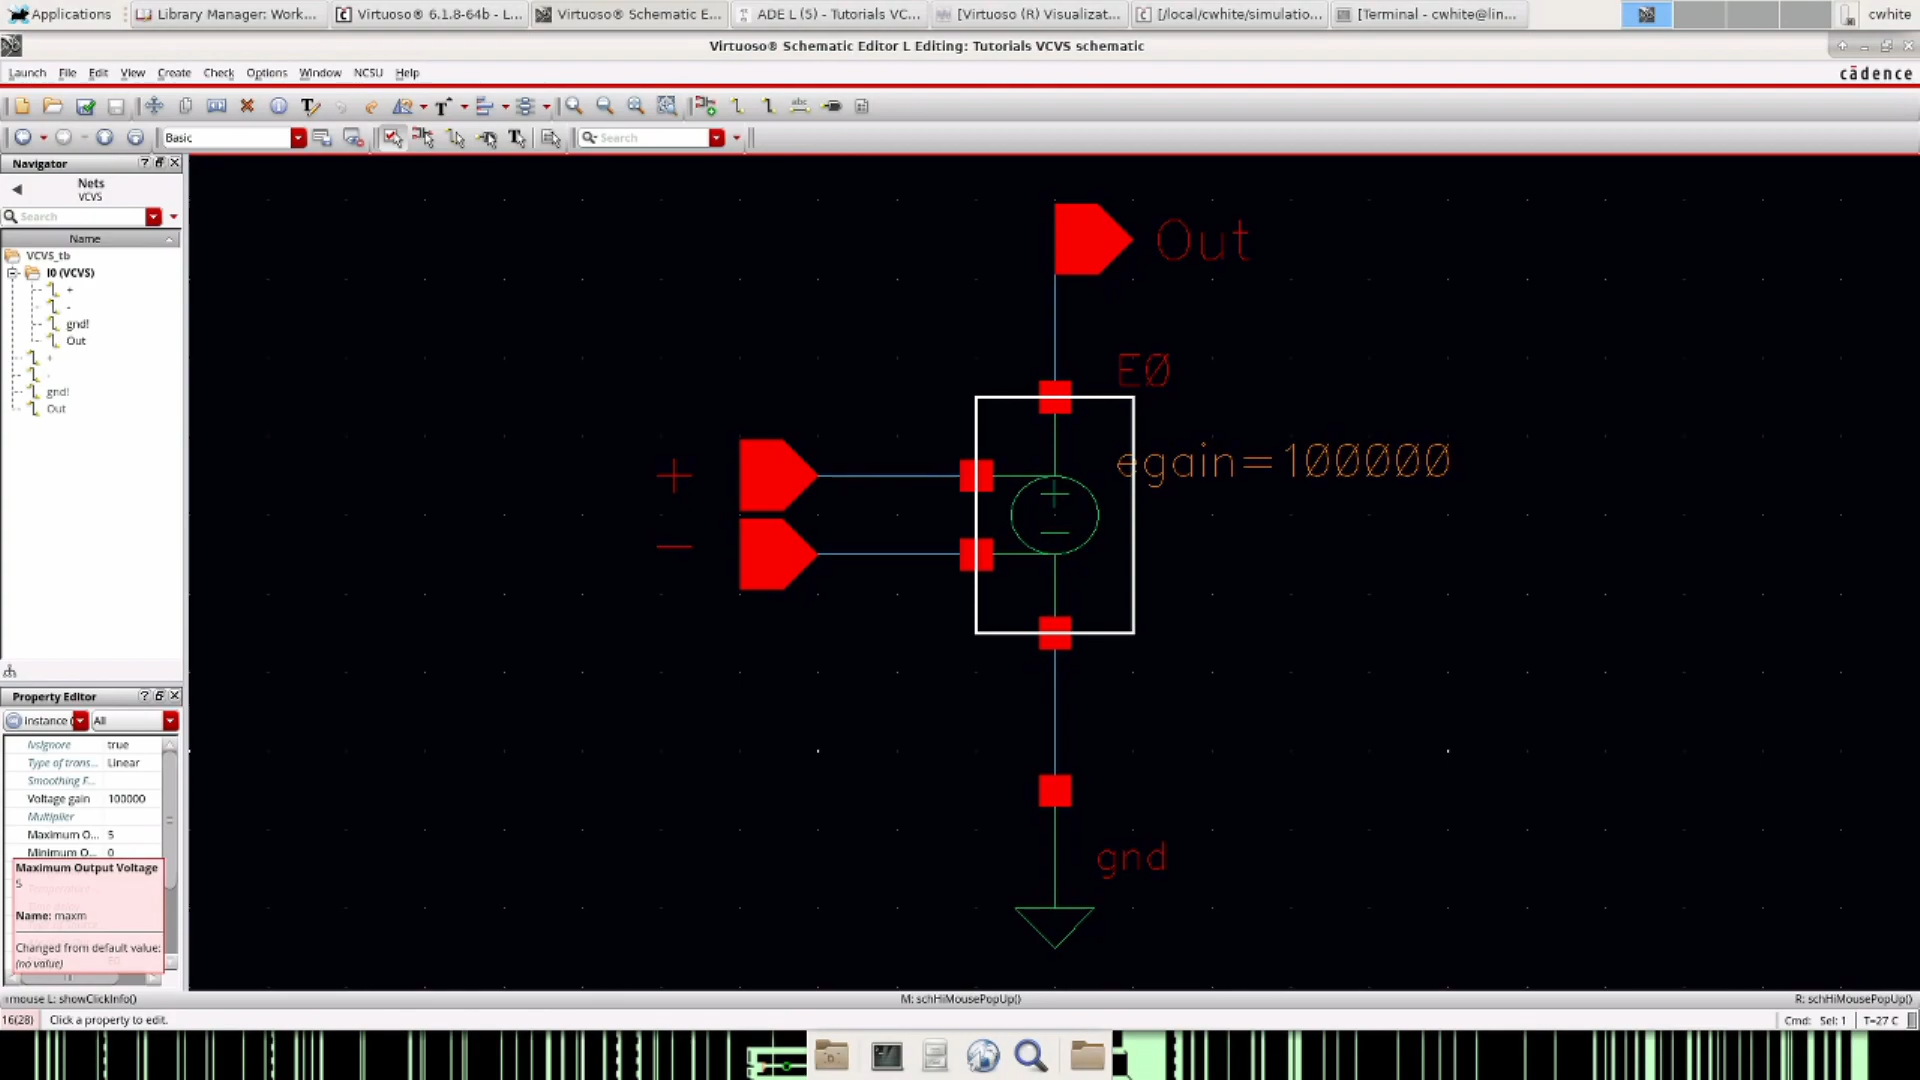 Applications
Library Manager: Work...
Virtuoso® 6.1.8-64b - L...
Virtuoso® Schematic E...
ADE L (5) - Tutorials VC...
[Virtuoso (R) Visualizat...
[/local/cwhite/simulatio...
[Terminal - cwhite@lin...
cwhite
Virtuoso® Schematic Editor L Editing: Tutorials VCVS schematic
Launch File Edit View Create Check Options Window NCSU Help
cādence
Basic
Search
Navigator
Nets
VCVS
Search
Name
VCVS_tb
I0 (VCVS)
+
-
gnd!
Out
+
-
gnd!
Out
Out
E0
egain=100000
+
-
+
-
gnd
Property Editor
Instance (
All
lvsIgnore true
Type of trans... Linear
Smoothing F...
Voltage gain 100000
Multiplier
Maximum O... 5
Minimum O... 0
Maximum Output Voltage
5
Name: maxm
Changed from default value:
(no value)
mouse L: showClickInfo()
M: schHiMousePopUp()
R: schHiMousePopUp()
16(28)
Click a property to edit.
Cmd: Sel: 1
T=27 C